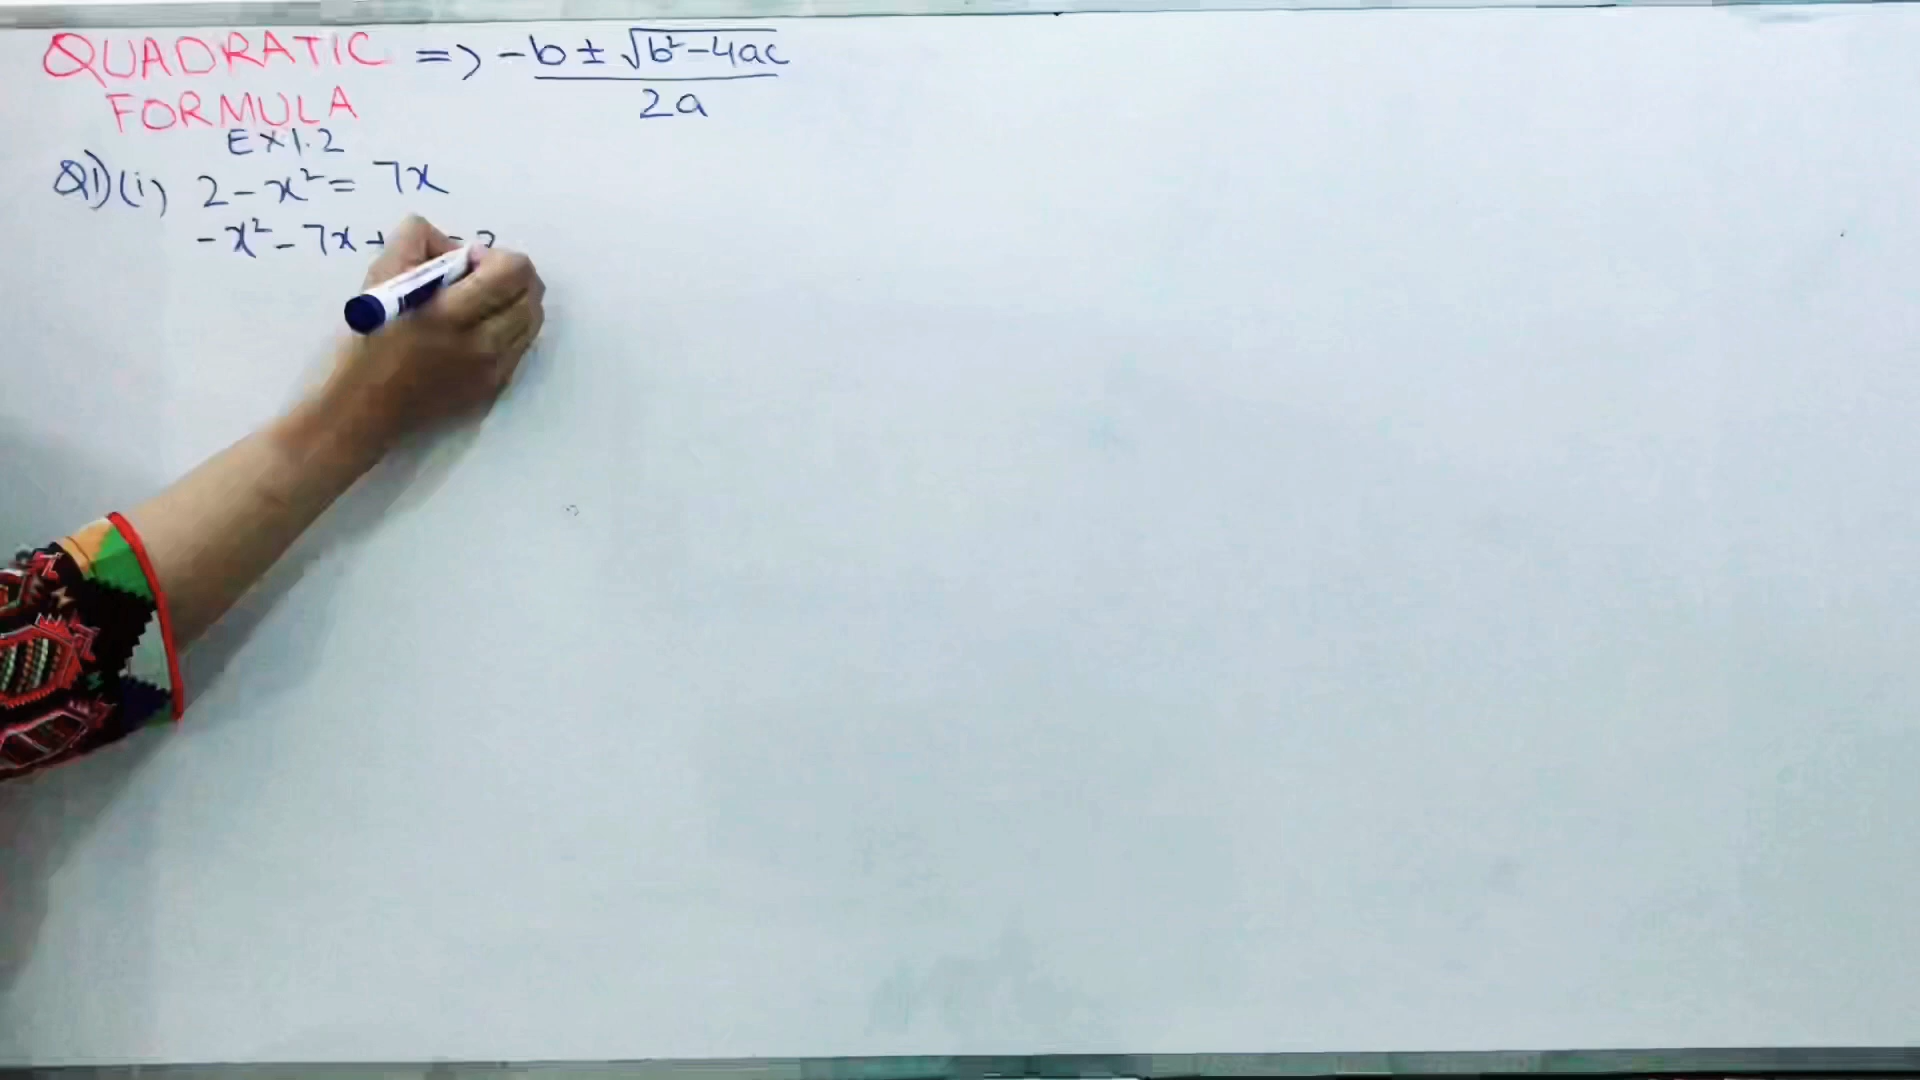 QUADRATIC => -b ± √b²-4ac
FORMULA 2a
EX1.2
Q1)(i) 2-x² = 7x
-x²-7x+